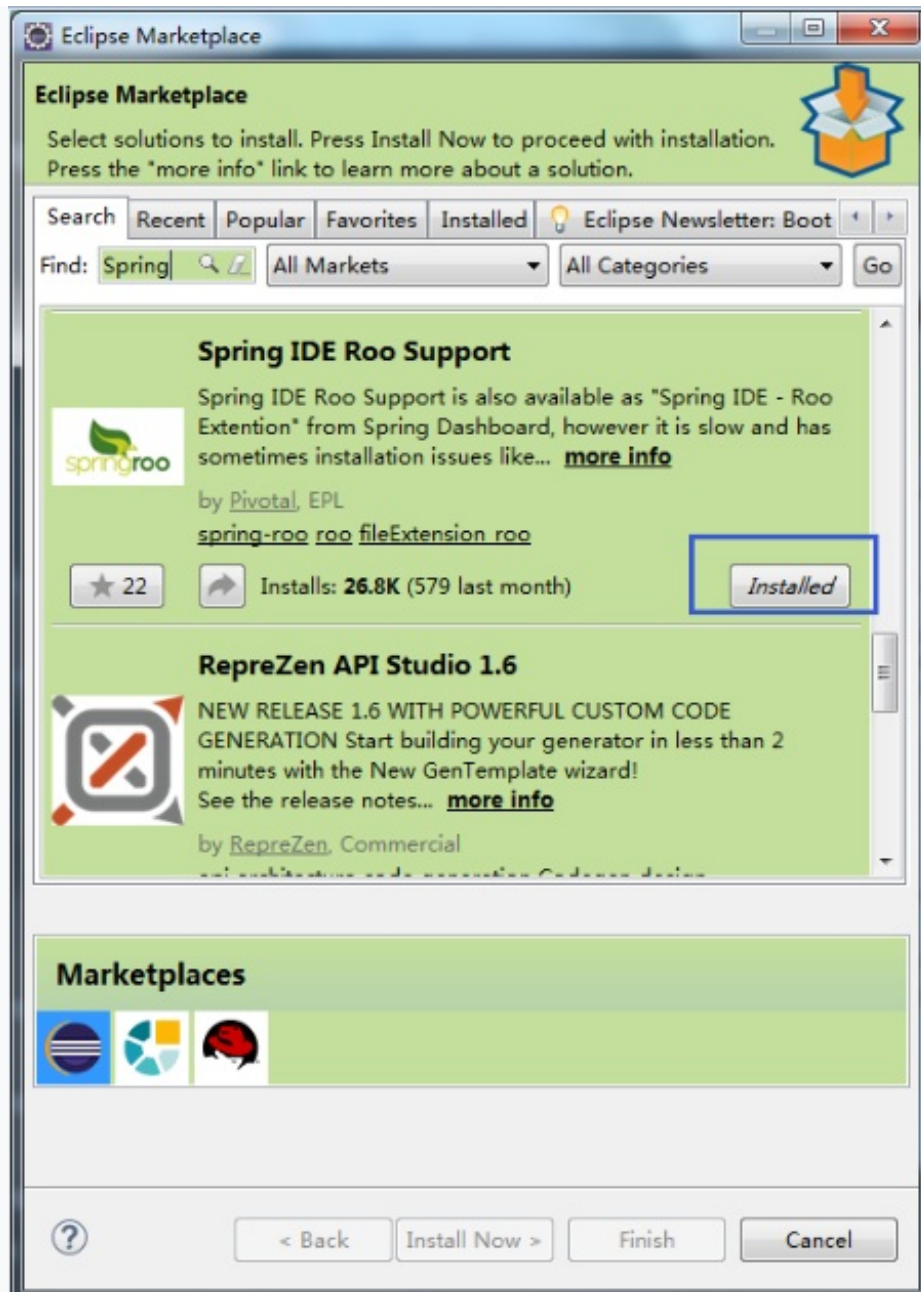 Eclipse Marketplace
Eclipse Marketplace
Select solutions to install. Press Install Now to proceed with installation.
Press the "more info" link to learn more about a solution.
Search Recent Popular Favorites Installed Eclipse Newsletter: Boot
Find: Spring All Markets All Categories Go
Spring IDE Roo Support
Spring IDE Roo Support is also available as "Spring IDE - Roo
Extention" from Spring Dashboard, however it is slow and has
sometimes installation issues like... more info
springroo
by Pivotal, EPL
spring-roo roo fileExtension_roo
22 Installs: 26.8K (579 last month) Installed
RepreZen API Studio 1.6
NEW RELEASE 1.6 WITH POWERFUL CUSTOM CODE
GENERATION Start building your generator in less than 2
minutes with the New GenTemplate wizard!
See the release notes... more info
by RepreZen, Commercial
Marketplaces
? < Back Install Now > Finish Cancel